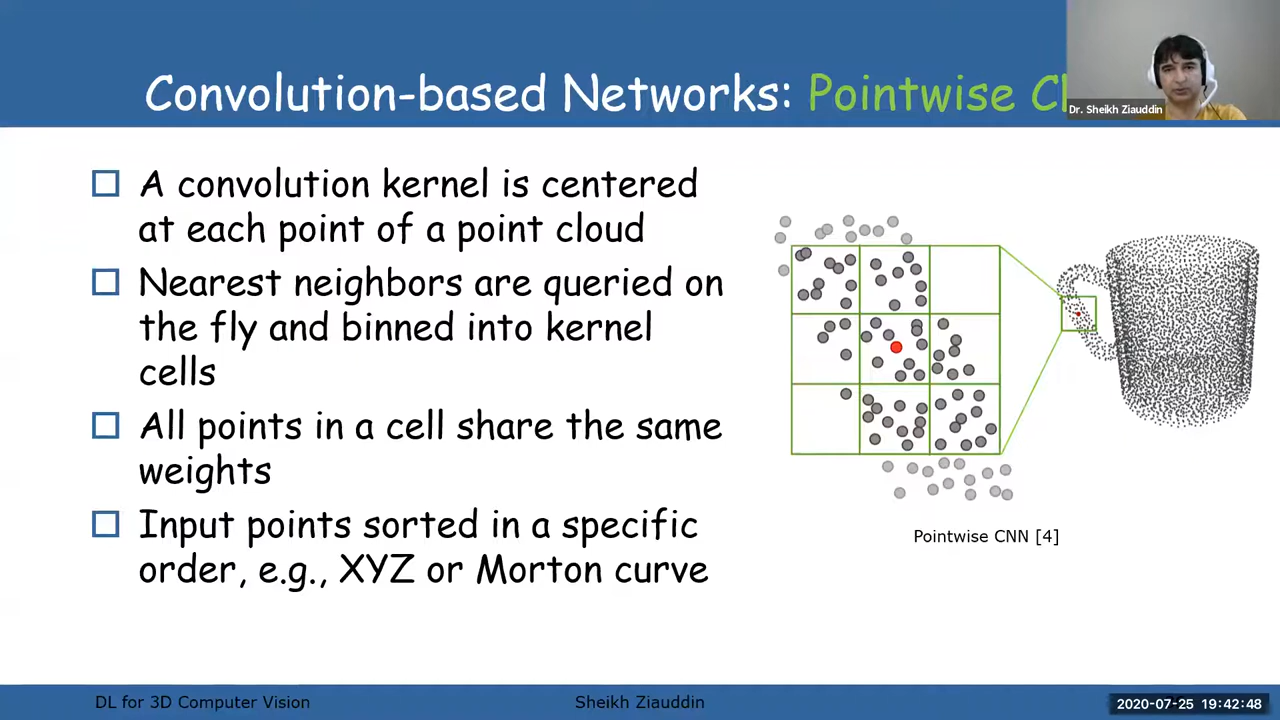 Convolution-based Networks: Pointwise
Dr. Sheikh Ziauddin
A convolution kernel is centered
at each point of a point cloud
Nearest neighbors are queried on
the fly and binned into kernel
cells
All points in a cell share the same
weights
Input points sorted in a specific
order, e.g., XYZ or Morton curve
Pointwise CNN [4]
DL for 3D Computer Vision
Sheikh Ziauddin
2020-07-25 19:42:48